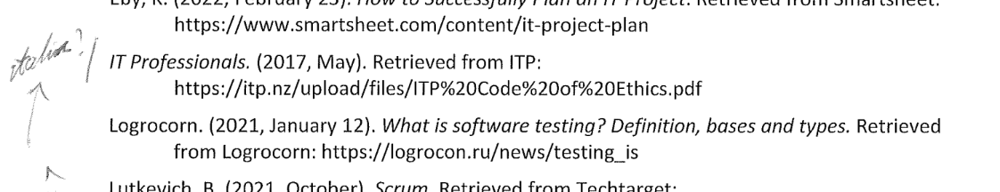 Eby, R. (2022, February 23). How to Successfully Plan an IT Project. Retrieved from Smartsheet:
https://www.smartsheet.com/content/it-project-plan
italise?/
IT Professionals. (2017, May). Retrieved from ITP:
https://itp.nz/upload/files/ITP%20Code%20of%20Ethics.pdf
Logrocorn. (2021, January 12). What is software testing? Definition, bases and types. Retrieved
from Logrocorn: https://logrocon.ru/news/testing_is
Lutkevich, B. (2021, October). Scrum. Retrieved from Techtarget: